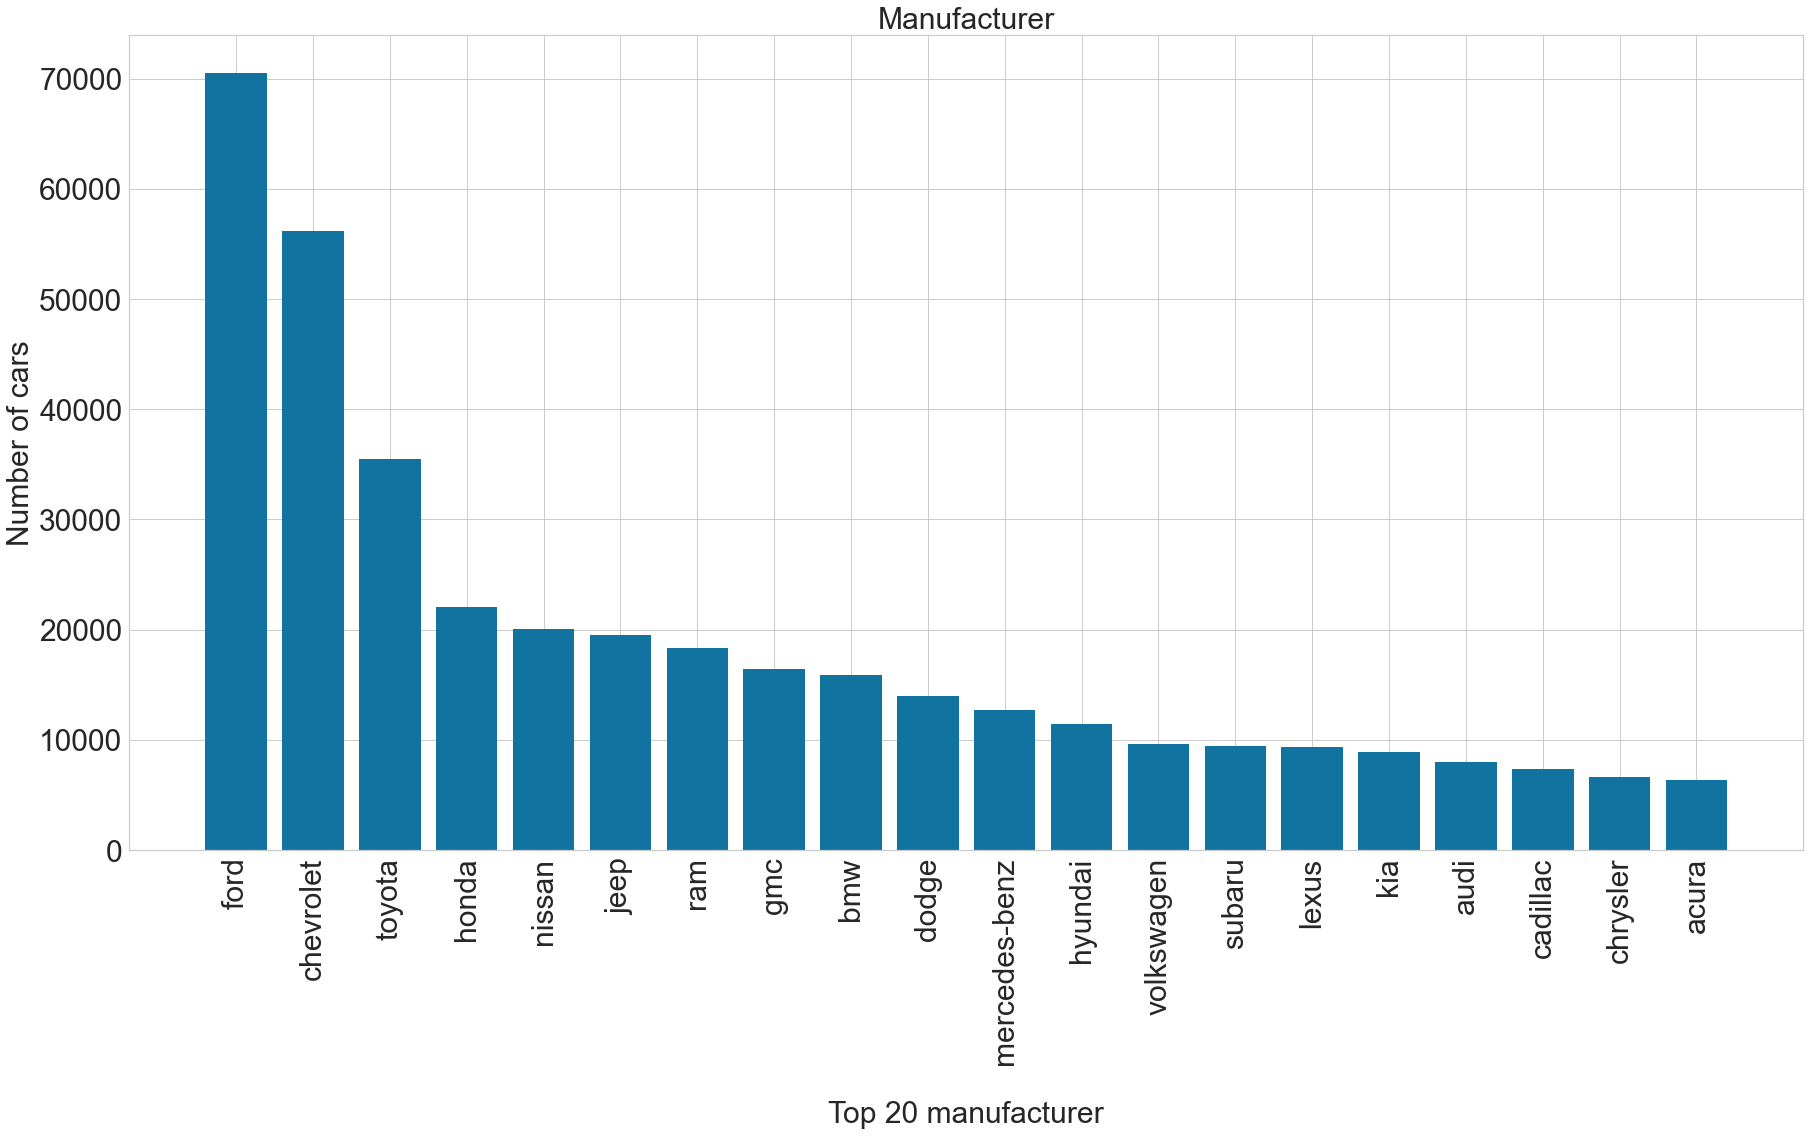 Manufacturer
70000
60000
50000
40000
30000
20000
10000
0
Number of cars
ford
chevrolet
toyota
honda
nissan
jeep
ram
gmc
bmw
dodge
mercedes-benz
hyundai
volkswagen
subaru
lexus
kia
audi
cadillac
chrysler
acura
Top 20 manufacturer